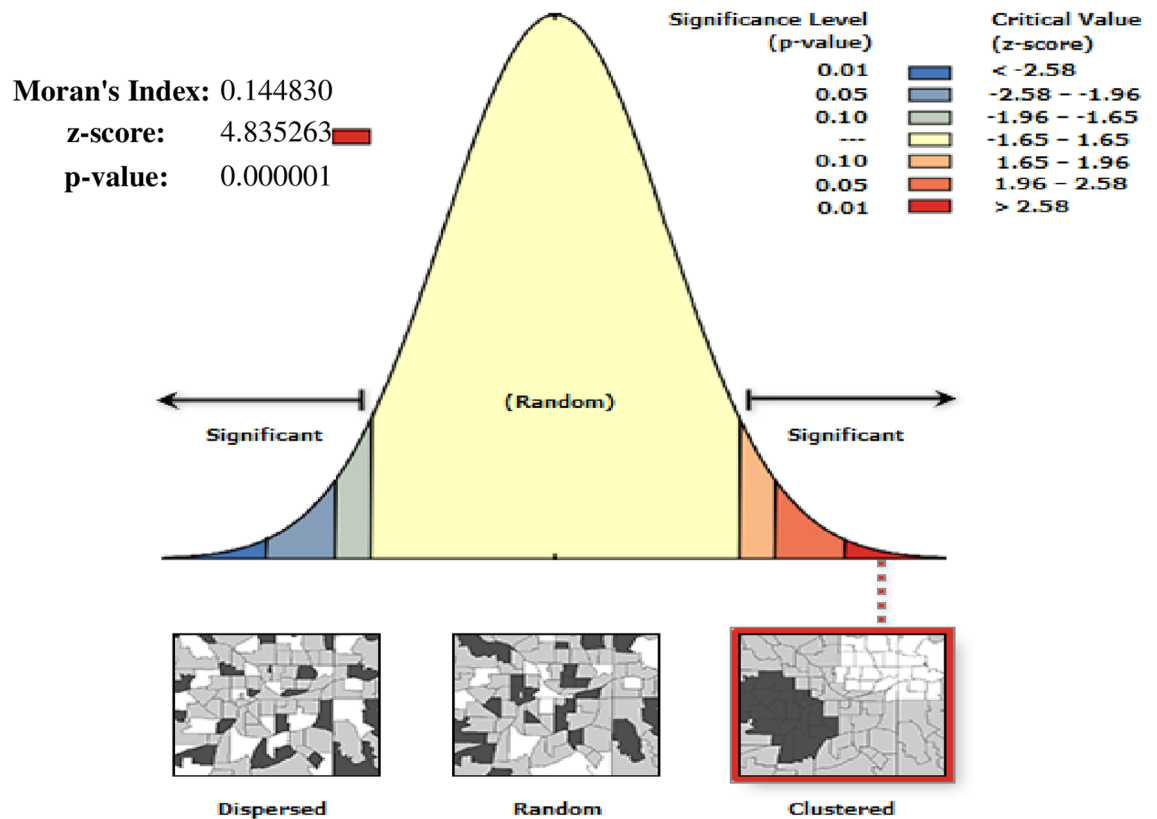 Moran's Index: 0.144830
z-score: 4.835263
p-value: 0.000001
Significance Level
(p-value)
Critical Value
(z-score)
0.01 < -2.58
0.05 -2.58 – -1.96
0.10 -1.96 – -1.65
--- -1.65 – 1.65
0.10 1.65 – 1.96
0.05 1.96 – 2.58
0.01 > 2.58
(Random)
Significant
Significant
Dispersed
Random
Clustered